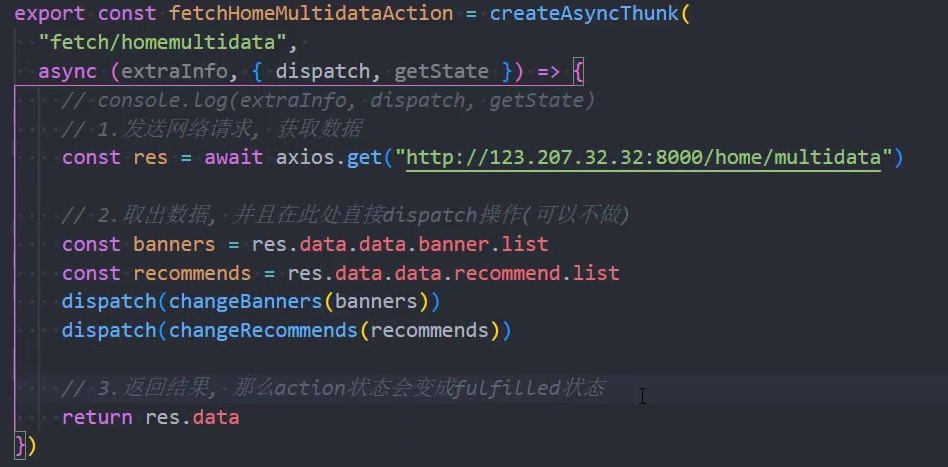 export const fetchHomeMultidataAction = createAsyncThunk(
"fetch/homemultidata",
async (extraInfo, { dispatch, getState }) => {
// console.log(extraInfo, dispatch, getState)
// 1.发送网络请求, 获取数据
const res = await axios.get("http://123.207.32.32:8000/home/multidata")
// 2.取出数据, 并且在此处直接dispatch操作(可以不做)
const banners = res.data.data.banner.list
const recommends = res.data.data.recommend.list
dispatch(changeBanners(banners))
dispatch(changeRecommends(recommends))
// 3.返回结果, 那么action状态会变成fulfilled状态
return res.data
})